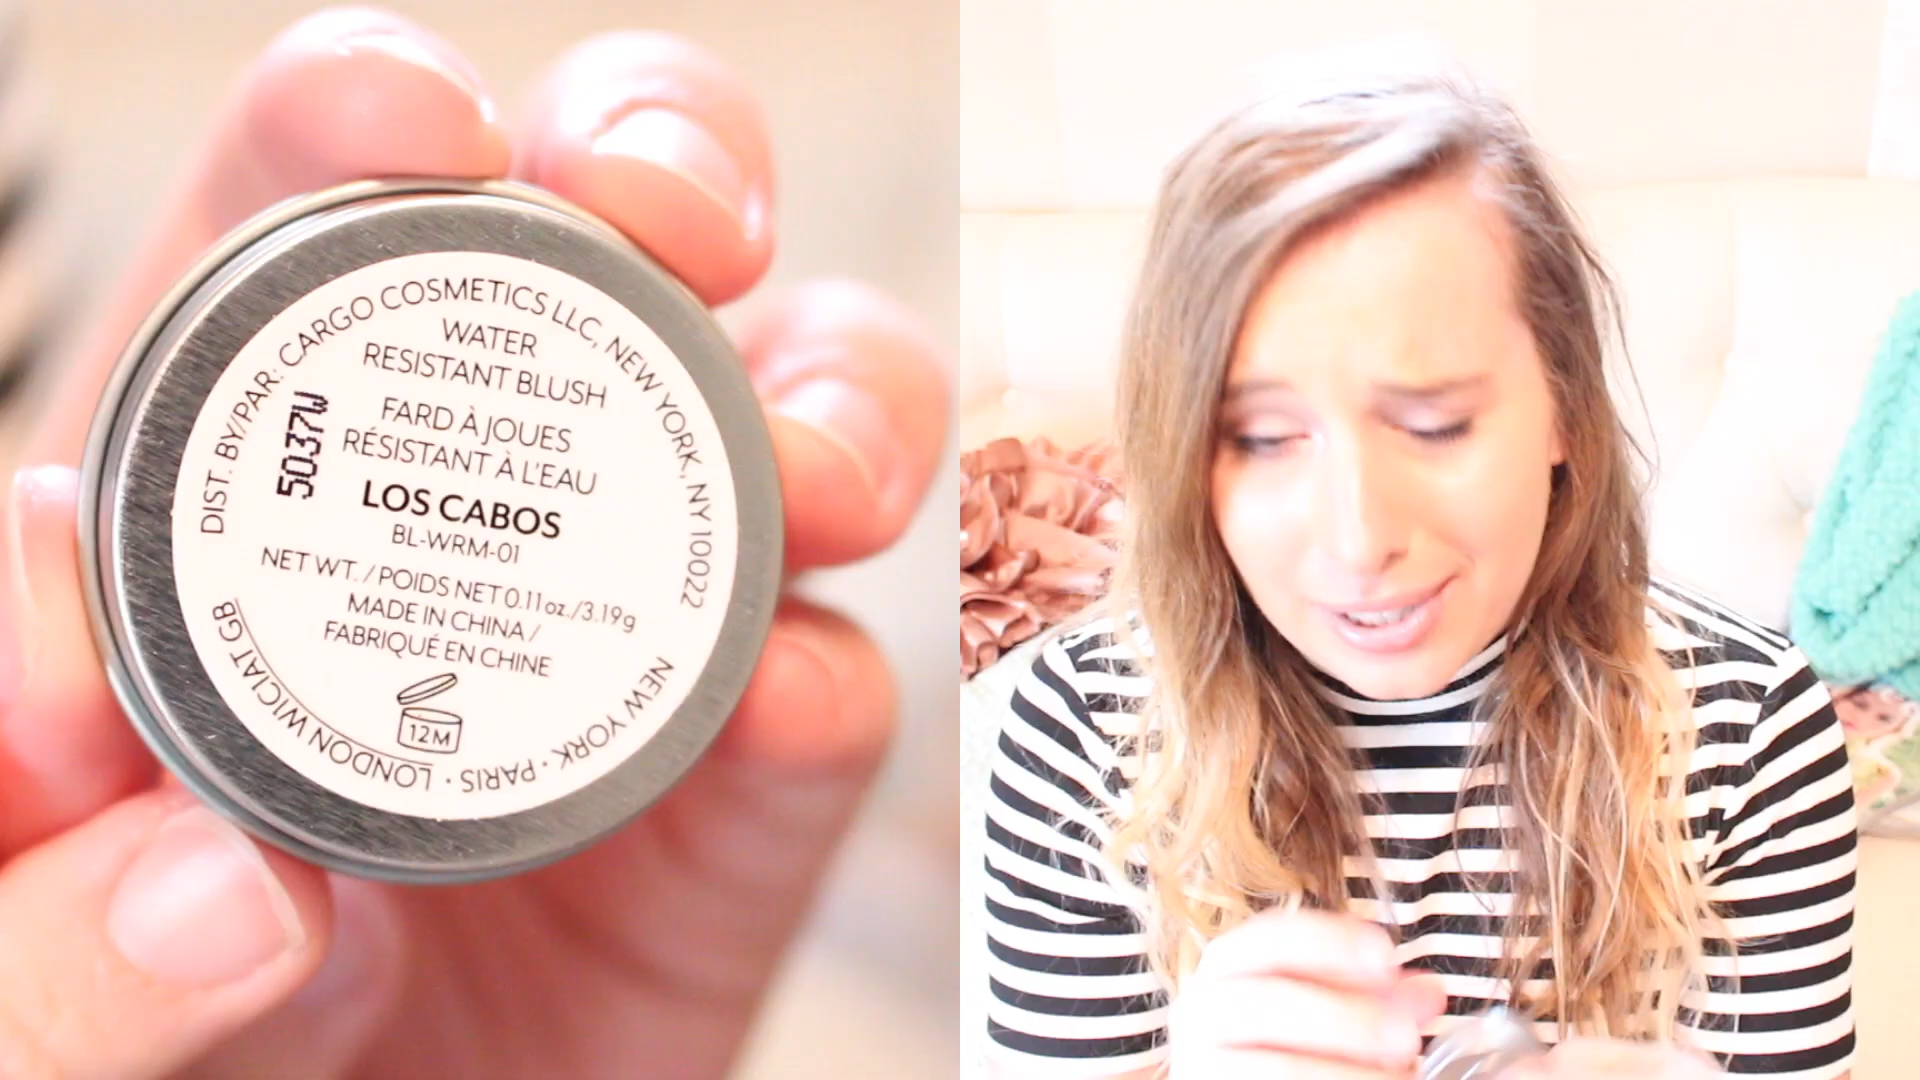 DIST. BY/PAR: CARGO COSMETICS LLC, NEW YORK, NY 10022
WATER
RESISTANT BLUSH
FARD À JOUES
RÉSISTANT À L'EAU
5037W
LOS CABOS
BL-WRM-01
NET WT. / POIDS NET 0.11 oz./3.19g
MADE IN CHINA /
FABRIQUÉ EN CHINE
12M
NEW YORK · PARIS · LONDON WICIAT GB